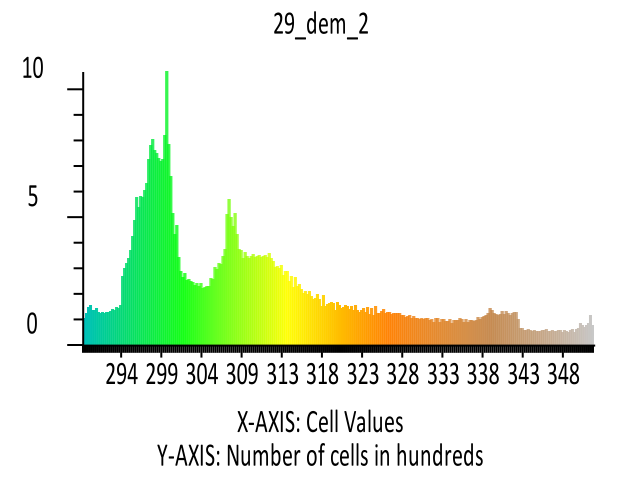 29_dem_2
10
5
0
294 299 304 309 313 318 323 328 333 338 343 348
X-AXIS: Cell Values
Y-AXIS: Number of cells in hundreds